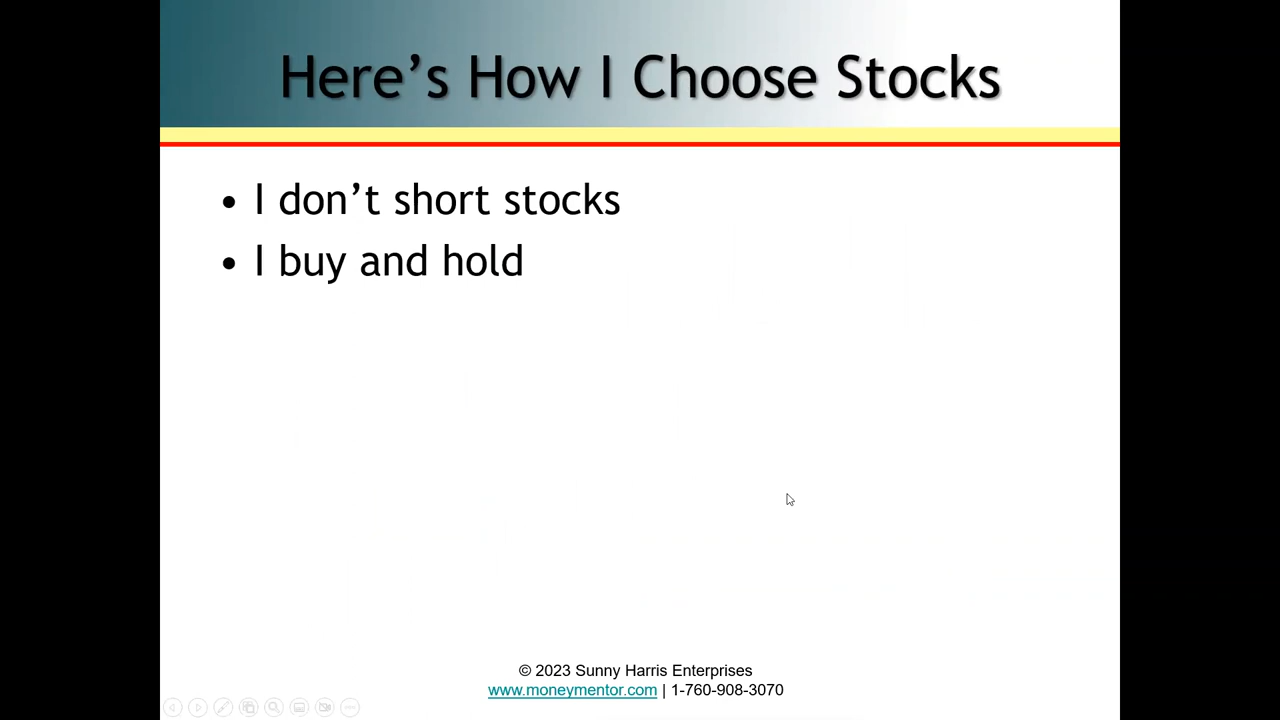 Here’s How I Choose Stocks
• I don’t short stocks
• I buy and hold
© 2023 Sunny Harris Enterprises
www.moneymentor.com | 1-760-908-3070